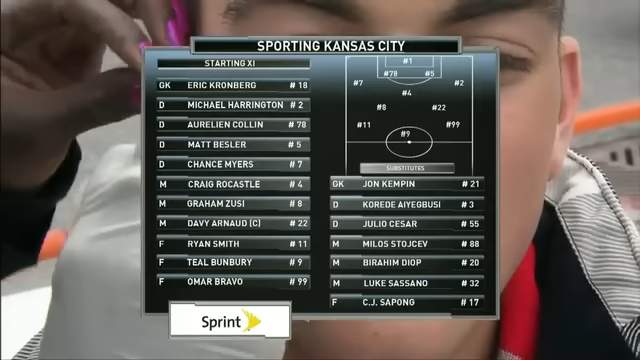 SPORTING KANSAS CITY
STARTING XI
GK ERIC KRONBERG # 18
D MICHAEL HARRINGTON # 2
D AURELIEN COLLIN # 78
D MATT BESLER # 5
D CHANCE MYERS # 7
M CRAIG ROCASTLE # 4
M GRAHAM ZUSI # 8
M DAVY ARNAUD (C) # 22
F RYAN SMITH # 11
F TEAL BUNBURY # 9
F OMAR BRAVO # 99
#1
#78 #5
#7 #2
#4
#8 #22
#11 #99
#9
SUBSTITUTES
GK JON KEMPIN # 21
D KOREDE AIYEGBUSI # 3
D JULIO CESAR # 55
M MILOS STOJCEV # 88
M BIRAHIM DIOP # 20
M LUKE SASSANO # 32
F C.J. SAPONG # 17
Sprint